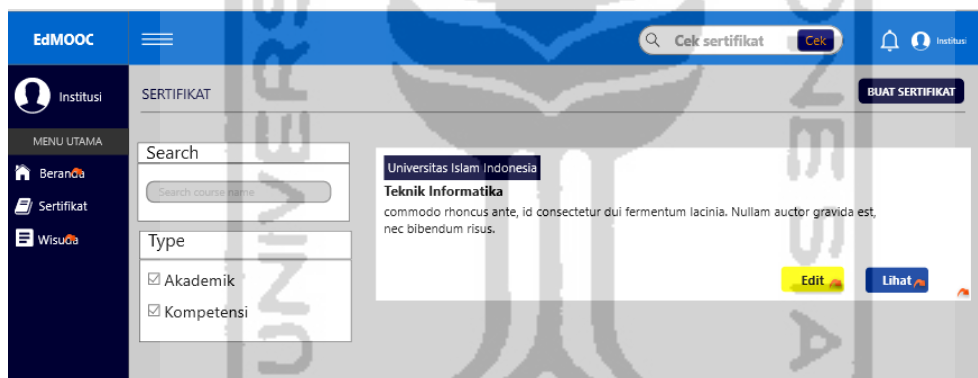 EdMOOC
Cek sertifikat
Cek
Institusi
Institusi
SERTIFIKAT
BUAT SERTIFIKAT
MENU UTAMA
Beranda
Sertifikat
Wisuda
Search
Search course name
Type
Akademik
Kompetensi
Universitas Islam Indonesia
Teknik Informatika
commodo rhoncus ante, id consectetur dui fermentum lacinia. Nullam auctor gravida est,
nec bibendum risus.
Edit
Lihat